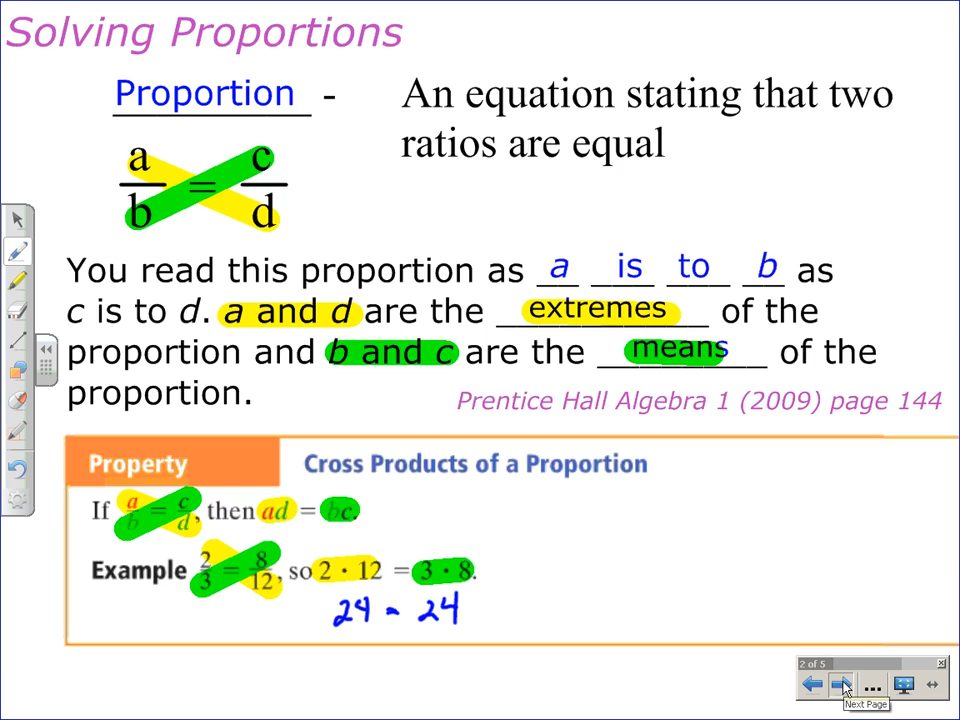 Solving Proportions
Proportion - An equation stating that two
ratios are equal
a/b = c/d
You read this proportion as a is to b as
c is to d. a and d are the extremes of the
proportion and b and c are the means of the
proportion.
Prentice Hall Algebra 1 (2009) page 144
Property Cross Products of a Proportion
If a/b = c/d, then ad = bc.
Example 2/3 = 8/12, so 2 · 12 = 3 · 8.
24 = 24
2 of 5
...
Next Page